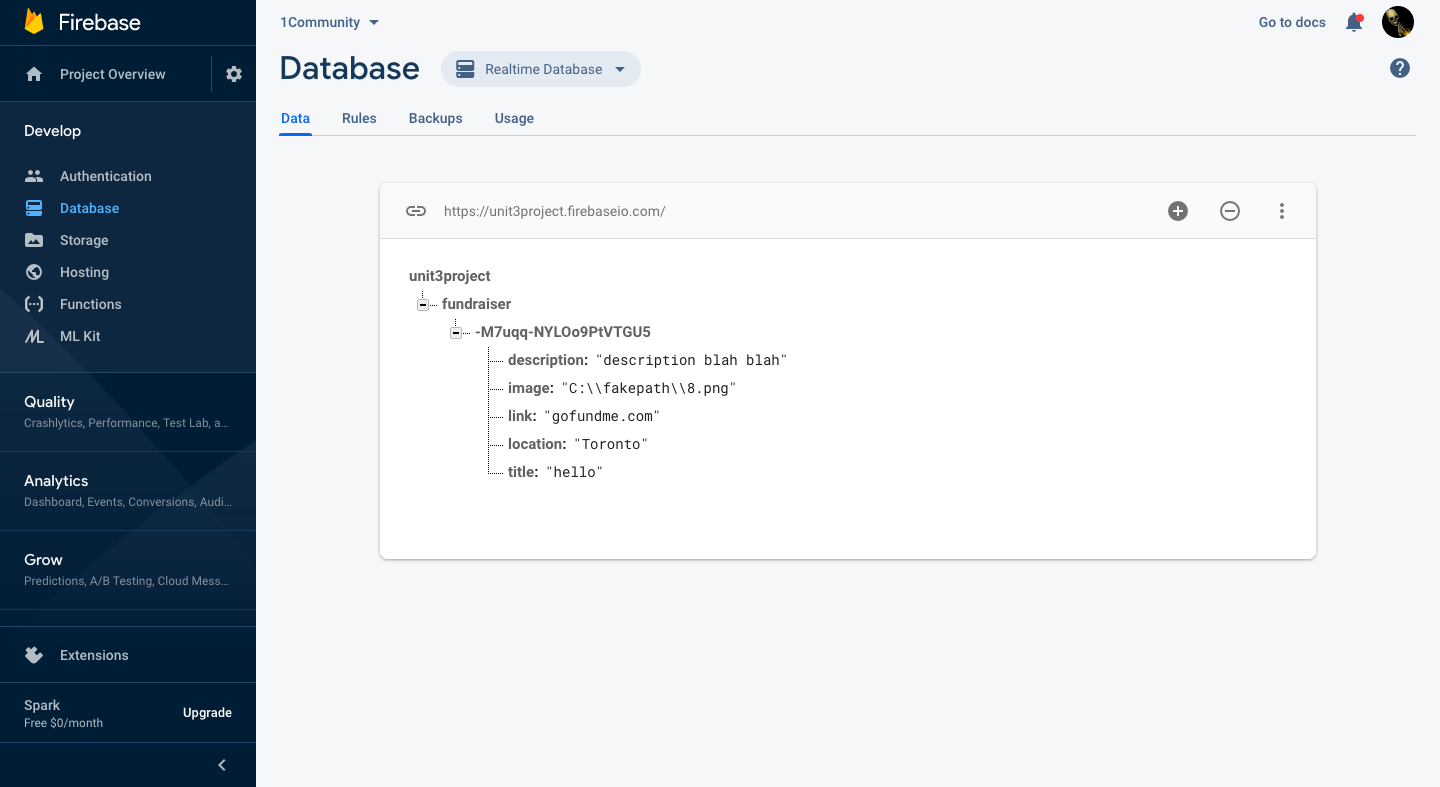 Firebase
Project Overview
Develop
Authentication
Database
Storage
Hosting
Functions
ML Kit
Quality
Crashlytics, Performance, Test Lab, a...
Analytics
Dashboard, Events, Conversions, Audi...
Grow
Predictions, A/B Testing, Cloud Mess...
Extensions
Spark
Free $0/month
Upgrade
1Community
Go to docs
Database
Realtime Database
Data Rules Backups Usage
https://unit3project.firebaseio.com/
unit3project
fundraiser
-M7uqq-NYLOo9PtVTGU5
description: "description blah blah"
image: "C:\\fakepath\\8.png"
link: "gofundme.com"
location: "Toronto"
title: "hello"